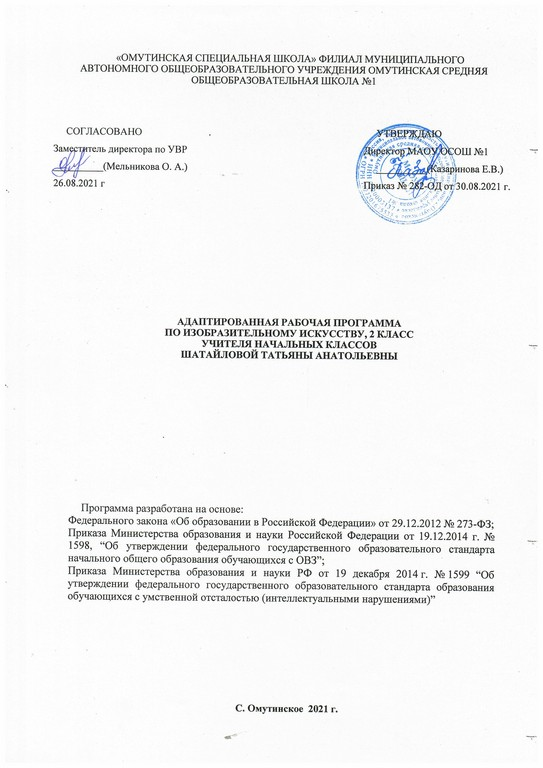 «ОМУТИНСКАЯ СПЕЦИАЛЬНАЯ ШКОЛА» ФИЛИАЛ МУНИЦИПАЛЬНОГО
АВТОНОМНОГО ОБЩЕОБРАЗОВАТЕЛЬНОГО УЧРЕЖДЕНИЯ ОМУТИНСКАЯ СРЕДНЯЯ
ОБЩЕОБРАЗОВАТЕЛЬНАЯ ШКОЛА №1
СОГЛАСОВАНО
Заместитель директора по УВР
(Мельникова О. А.)
26.08.2021 г
УТВЕРЖДАЮ
Директор МАОУ ОСОШ №1
(Казаринова Е.В.)
Приказ № 282-ОД от 30.08.2021 г.
АДАПТИРОВАННАЯ РАБОЧАЯ ПРОГРАММА
ПО ИЗОБРАЗИТЕЛЬНОМУ ИСКУССТВУ, 2 КЛАСС
УЧИТЕЛЯ НАЧАЛЬНЫХ КЛАССОВ
ШАТАЙЛОВОЙ ТАТЬЯНЫ АНАТОЛЬЕВНЫ
Программа разработана на основе:
Федерального закона «Об образовании в Российской Федерации» от 29.12.2012 № 273-ФЗ;
Приказа Министерства образования и науки Российской Федерации от 19.12.2014 г. №
1598, “Об утверждении федерального государственного образовательного стандарта
начального общего образования обучающихся с ОВЗ”;
Приказа Министерства образования и науки РФ от 19 декабря 2014 г. № 1599 “Об
утверждении федерального государственного образовательного стандарта образования
обучающихся с умственной отсталостью (интеллектуальными нарушениями)”
С. Омутинское 2021 г.